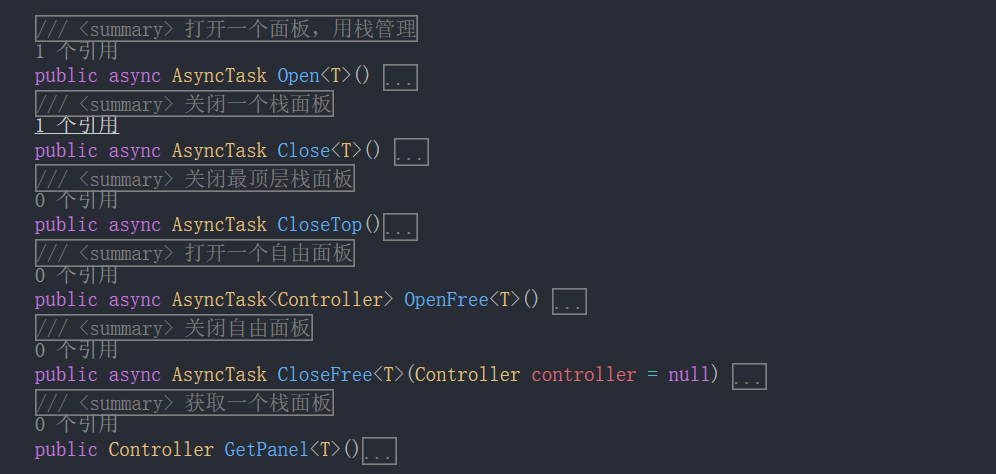 /// <summary> 打开一个面板，用栈管理
1 个引用
public async AsyncTask Open<T>() ...
/// <summary> 关闭一个栈面板
1 个引用
public async AsyncTask Close<T>() ...
/// <summary> 关闭最顶层栈面板
0 个引用
public async AsyncTask CloseTop()...
/// <summary> 打开一个自由面板
0 个引用
public async AsyncTask<Controller> OpenFree<T>() ...
/// <summary> 关闭自由面板
0 个引用
public async AsyncTask CloseFree<T>(Controller controller = null) ...
/// <summary> 获取一个栈面板
0 个引用
public Controller GetPanel<T>()...